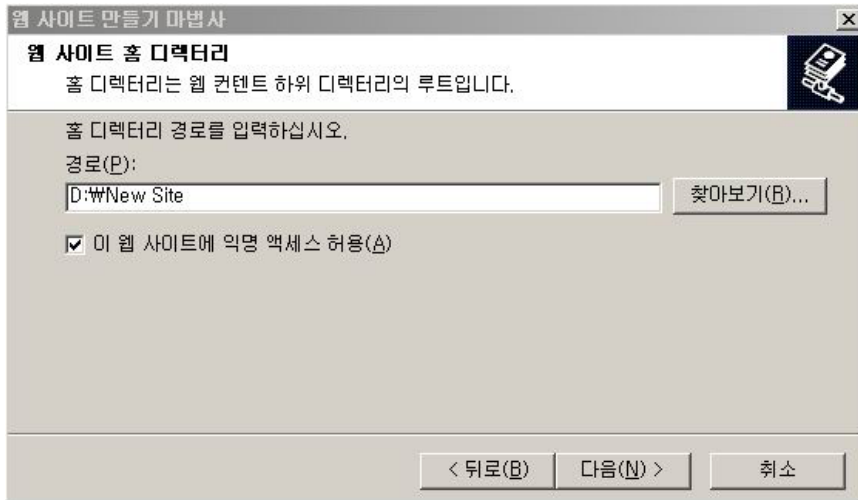 웹 사이트 만들기 마법사
웹 사이트 홈 디렉터리
홈 디렉터리는 웹 컨텐트 하위 디렉터리의 루트입니다.
홈 디렉터리 경로를 입력하십시오.
경로(P):
D:₩New Site
찾아보기(R)...
이 웹 사이트에 익명 액세스 허용(A)
< 뒤로(B) 다음(N) > 취소